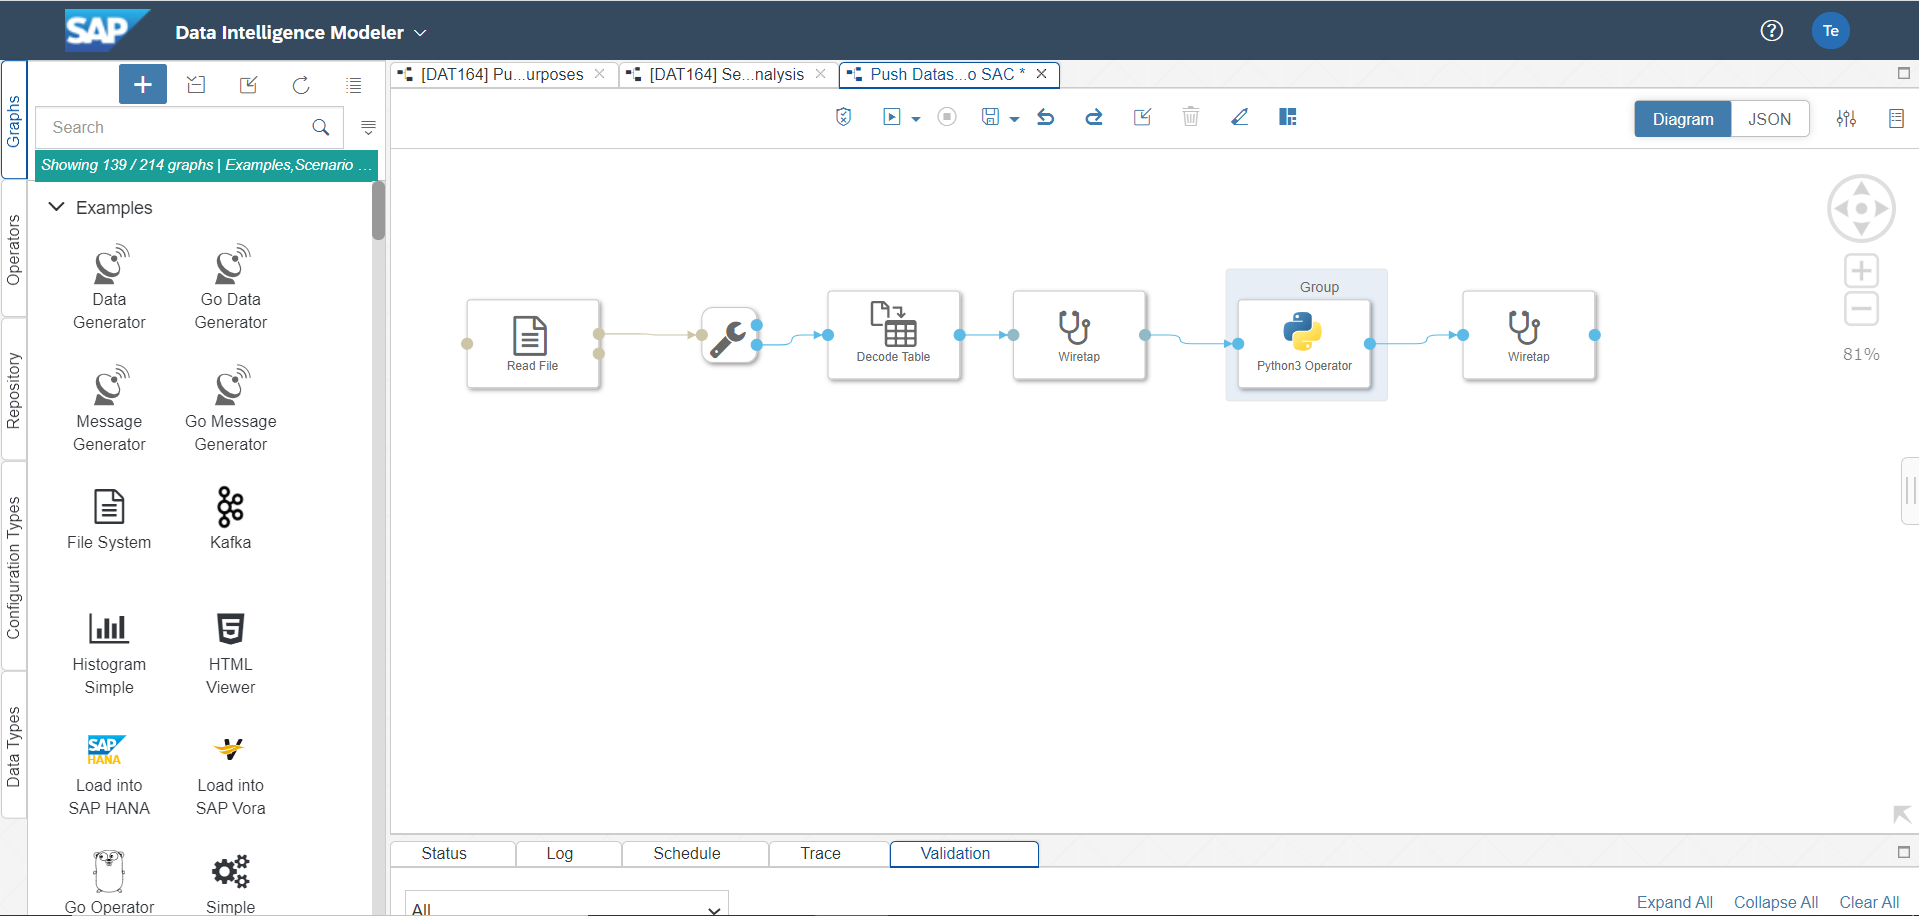 SAP Data Intelligence Modeler
Te
Graphs
Operators
Repository
Configuration Types
Data Types
Search
Showing 139 / 214 graphs | Examples,Scenario ...
Examples
Data Generator
Go Data Generator
Message Generator
Go Message Generator
File System
Kafka
Histogram Simple
HTML Viewer
SAP HANA
Load into SAP HANA
Load into SAP Vora
Go Operator
Simple
[DAT164] Pu...urposes
[DAT164] Se...nalysis
Push Datas...o SAC *
Diagram
JSON
81%
Read File
Decode Table
Wiretap
Group
Python3 Operator
Wiretap
Status
Log
Schedule
Trace
Validation
All
Expand All
Collapse All
Clear All